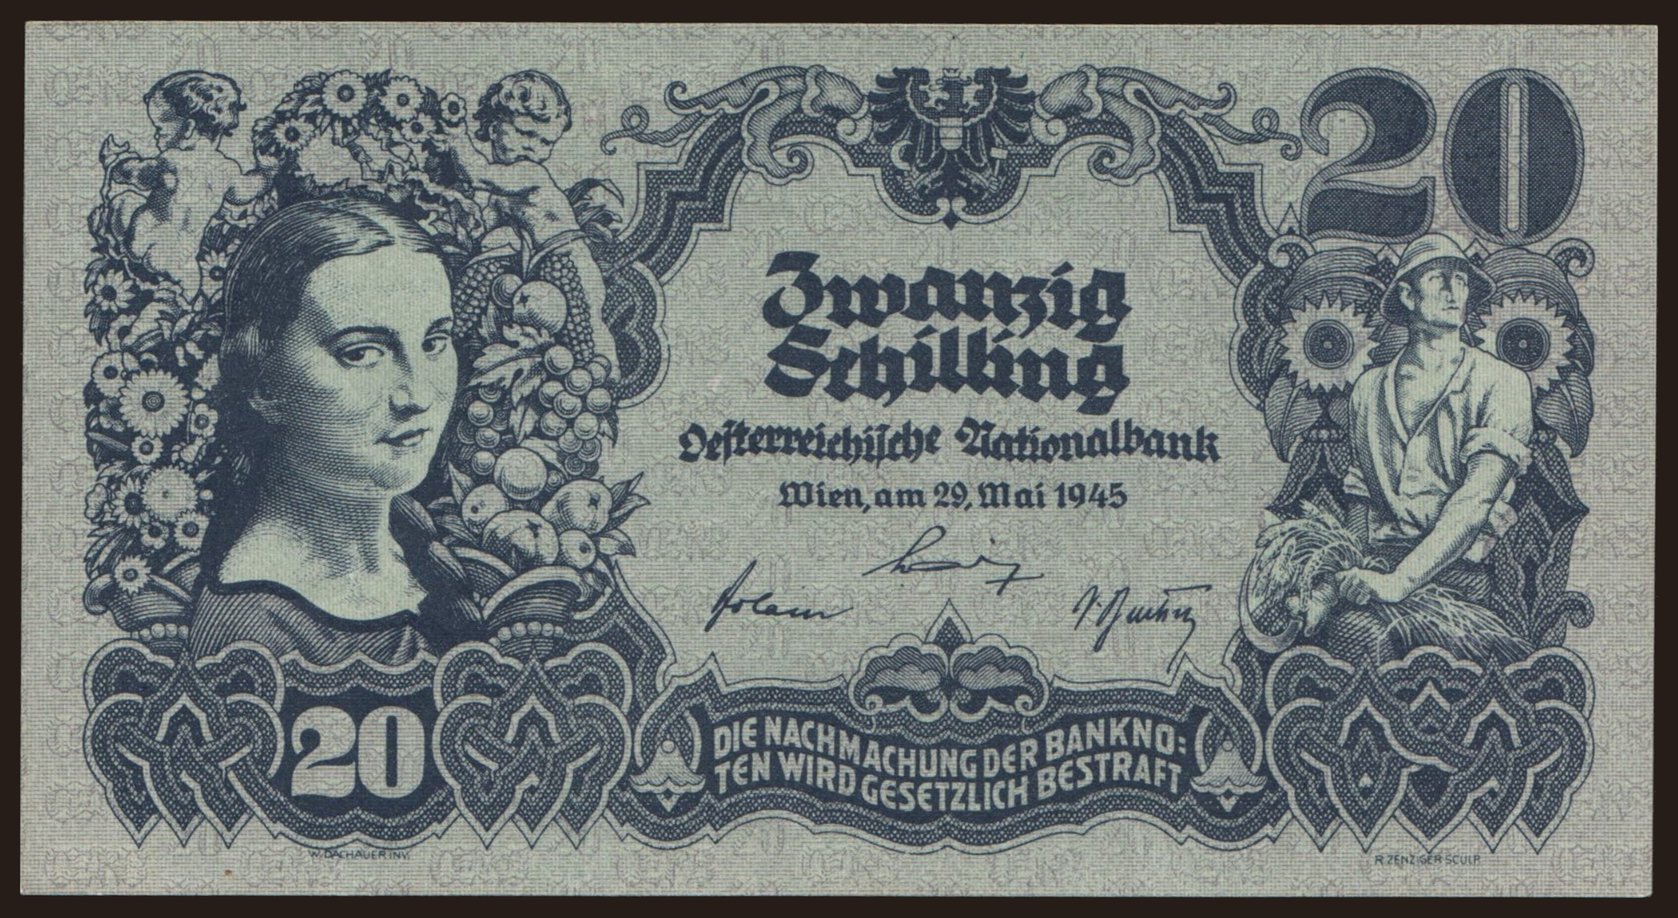 20
Zwanzig
Schilling
Oesterreichische Nationalbank
Wien, am 29. Mai 1945
20
DIE NACHMACHUNG DER BANKNO=
TEN WIRD GESETZLICH BESTRAFT
W. DACHAUER INV.
R. ZENZIGER SCULP.